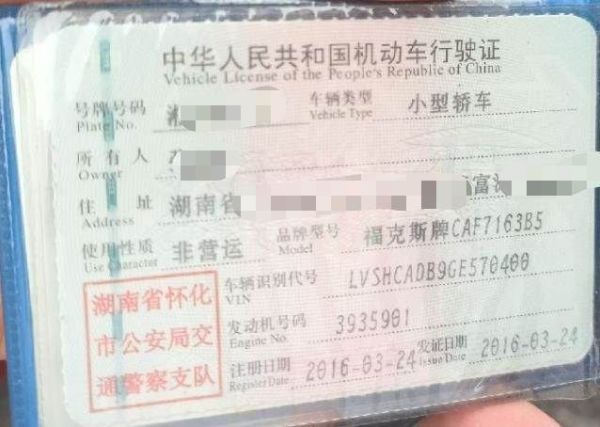 中华人民共和国机动车行驶证
Vehicle License of the People's Republic of China
号牌号码 湘 车辆类型 小型轿车
Plate No. Vehicle Type
所有人
Owner
住址 湖南省
Address
使用性质 非营运 品牌型号 福克斯牌CAF7163B5
Use Character Model
车辆识别代号 LVSHCADB9GE570400
VIN
发动机号码 3935901
Engine No.
注册日期 2016-03-24 发证日期 2016-03-24
Register Date Issue Date
湖南省怀化
市公安局交
通警察支队